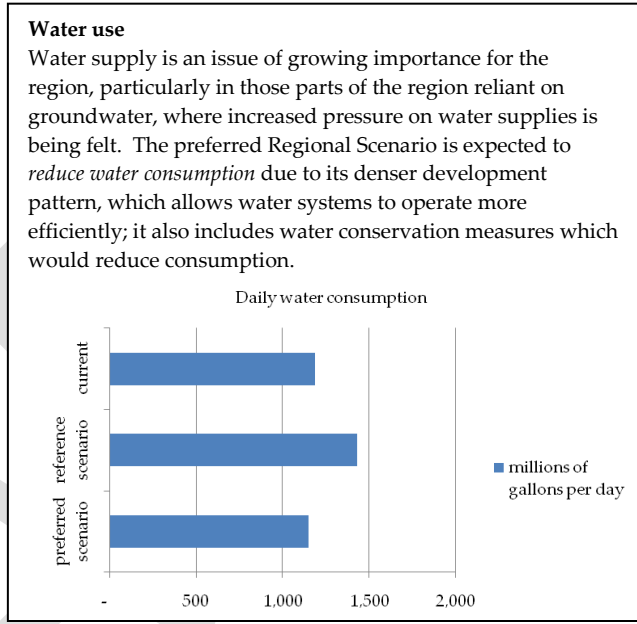 Water use
Water supply is an issue of growing importance for the
region, particularly in those parts of the region reliant on
groundwater, where increased pressure on water supplies is
being felt. The preferred Regional Scenario is expected to
reduce water consumption due to its denser development
pattern, which allows water systems to operate more
efficiently; it also includes water conservation measures which
would reduce consumption.
Daily water consumption
current
reference
scenario
preferred
scenario
millions of
gallons per day
- 500 1,000 1,500 2,000